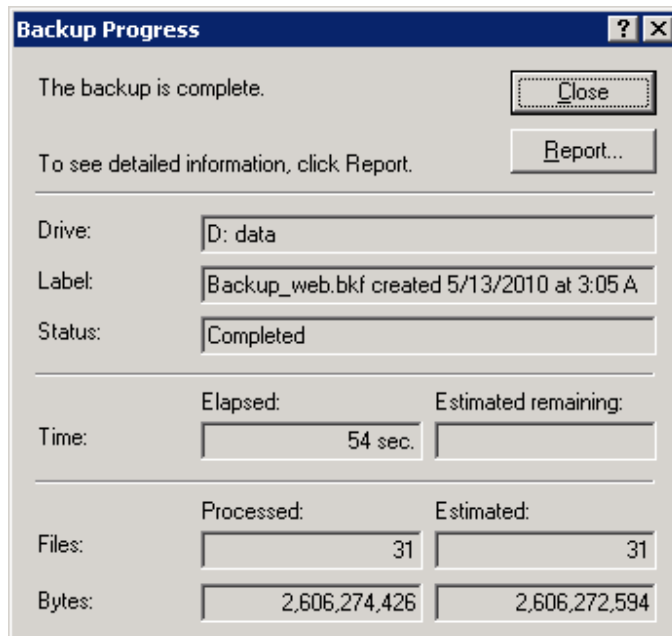 Backup Progress
The backup is complete.
Close
Report...
To see detailed information, click Report.
Drive: D: data
Label: Backup_web.bkf created 5/13/2010 at 3:05 A
Status: Completed
Elapsed: Estimated remaining:
Time: 54 sec.
Processed: Estimated:
Files: 31 31
Bytes: 2,606,274,426 2,606,272,594